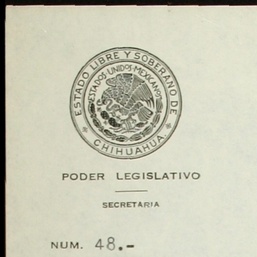 ESTADO LIBRE Y SOBERANO DE
ESTADOS UNIDOS MEXICANOS
CHIHUAHUA.
PODER LEGISLATIVO
SECRETARIA
NUM. 48.-